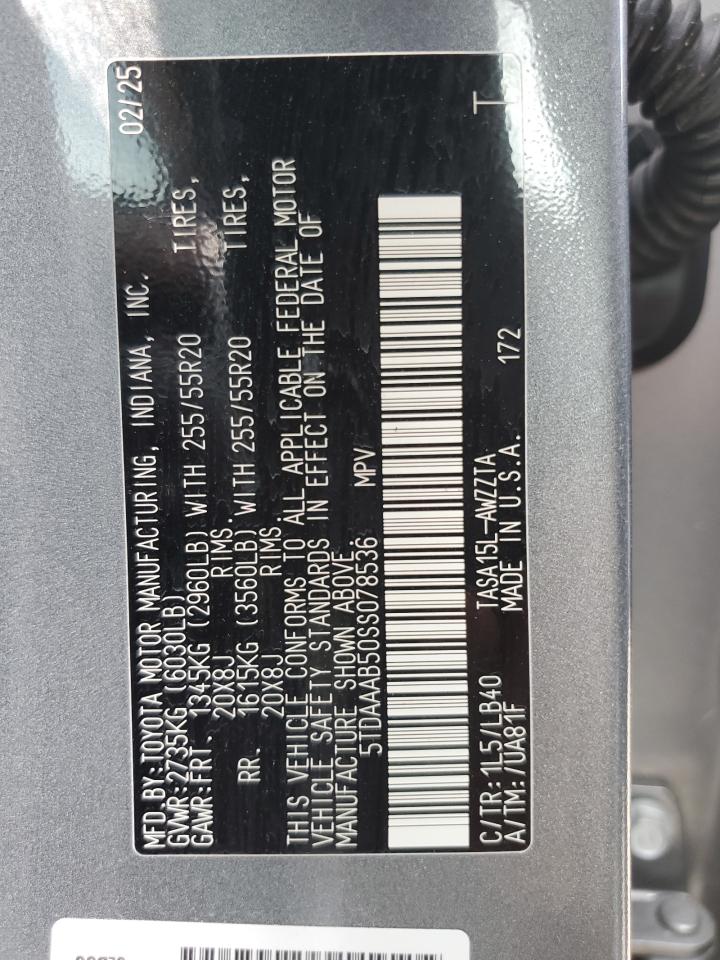 MFD.BY:TOYOTA MOTOR MANUFACTURING, INDIANA, INC. 02/25
GVWR:2735KG (6030LB)
GAWR:FRT 1345KG (2960LB) WITH 255/55R20 TIRES,
20X8J RIMS.
RR. 1615KG (3560LB) WITH 255/55R20 TIRES,
20X8J RIMS.
THIS VEHICLE CONFORMS TO ALL APPLICABLE FEDERAL MOTOR
VEHICLE SAFETY STANDARDS IN EFFECT ON THE DATE OF
MANUFACTURE SHOWN ABOVE.
5TDAAAB50SS078536 MPV
C/TR:1L5/LB40 TASA15L-AWZZTA T
A/TM:/UA81F MADE IN U.S.A. 172